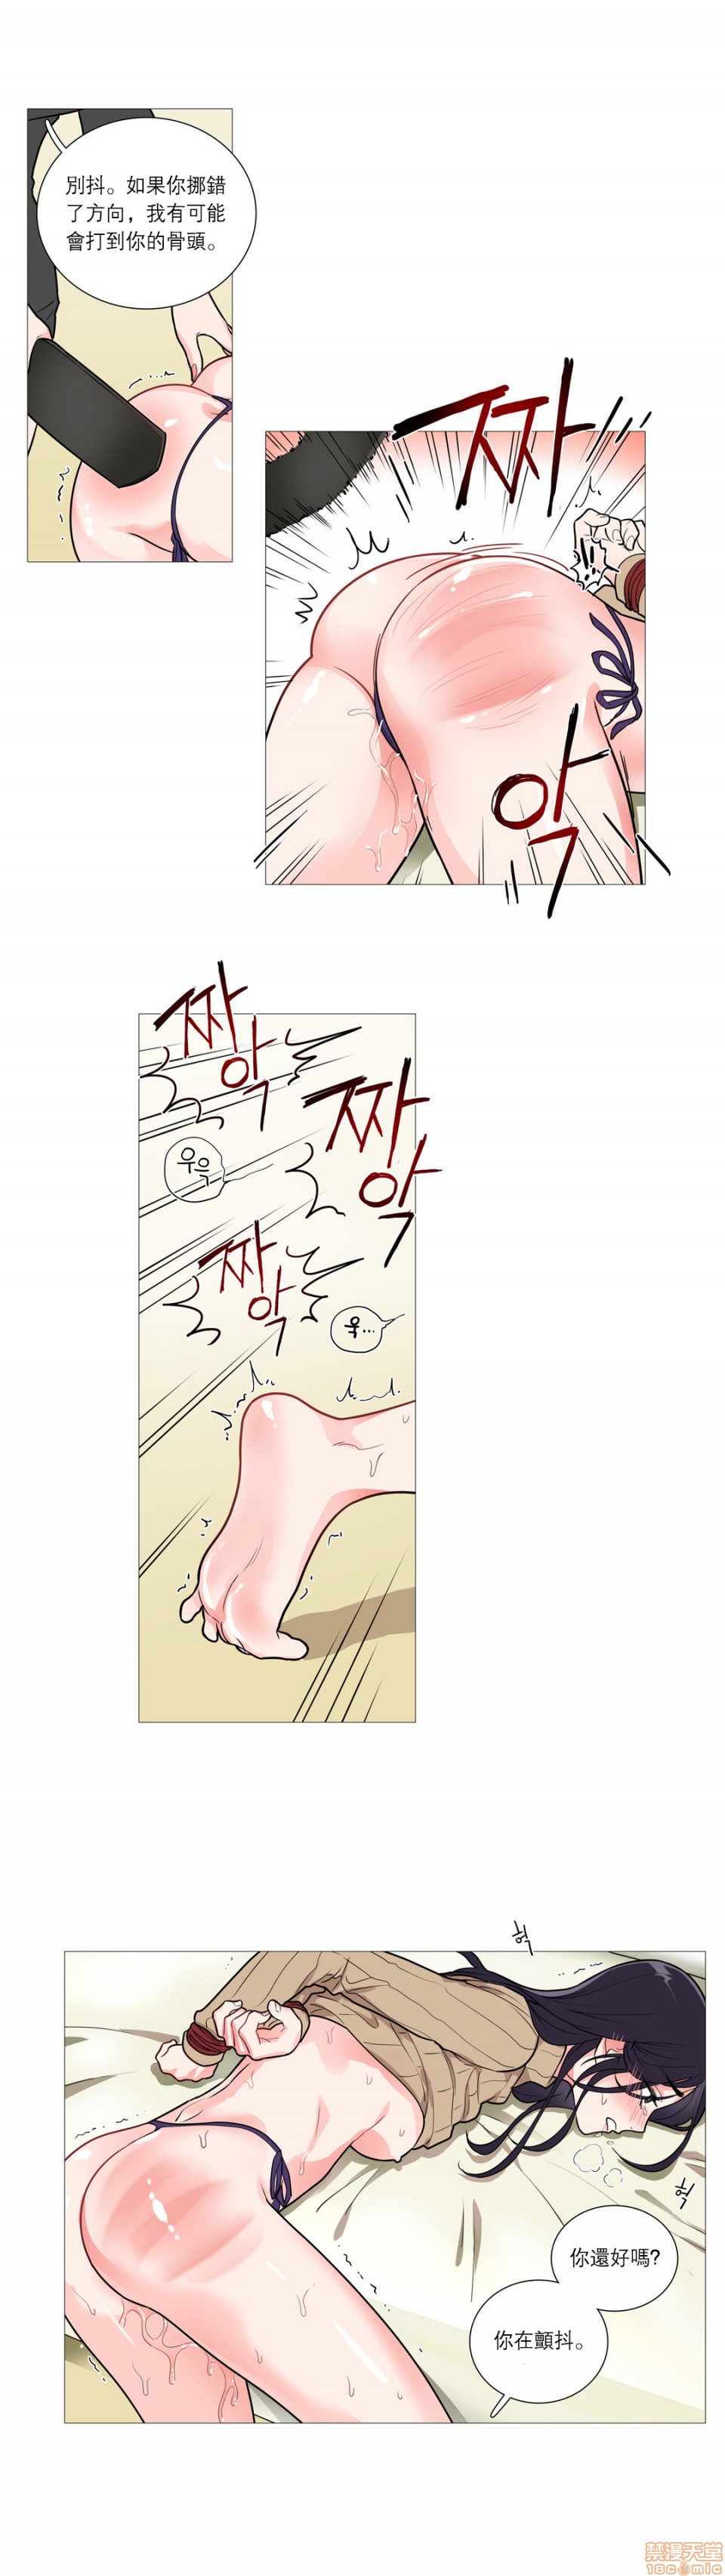 別抖。如果你挪錯
了方向，我有可能
會打到你的骨頭。
짜
악
짜
악
짜
악
우윽
짜
악
윽...
헉
헉
你還好嗎?
你在顫抖。
禁漫天堂
18comic